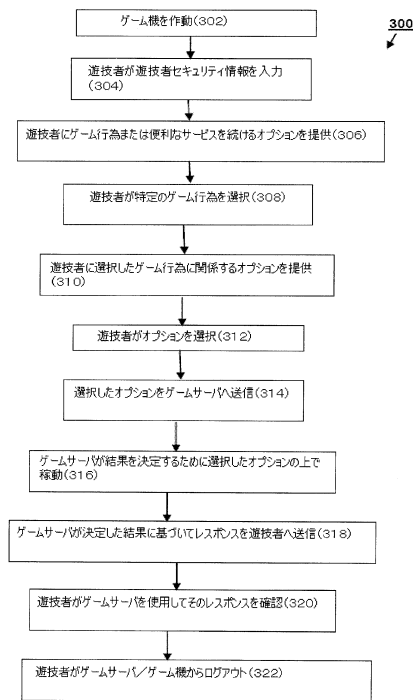 300
ゲーム機を作動(302)
遊技者が遊技者セキュリティ情報を入力
(304)
遊技者にゲーム行為または便利なサービスを続けるオプションを提供(306)
遊技者が特定のゲーム行為を選択(308)
遊技者に選択したゲーム行為に関係するオプションを提供
(310)
遊技者がオプションを選択(312)
選択したオプションをゲームサーバへ送信(314)
ゲームサーバが結果を決定するために選択したオプションの上で
稼動(316)
ゲームサーバが決定した結果に基づいてレスポンスを遊技者へ送信(318)
遊技者がゲームサーバを使用してそのレスポンスを確認(320)
遊技者がゲームサーバ/ゲーム機からログアウト(322)